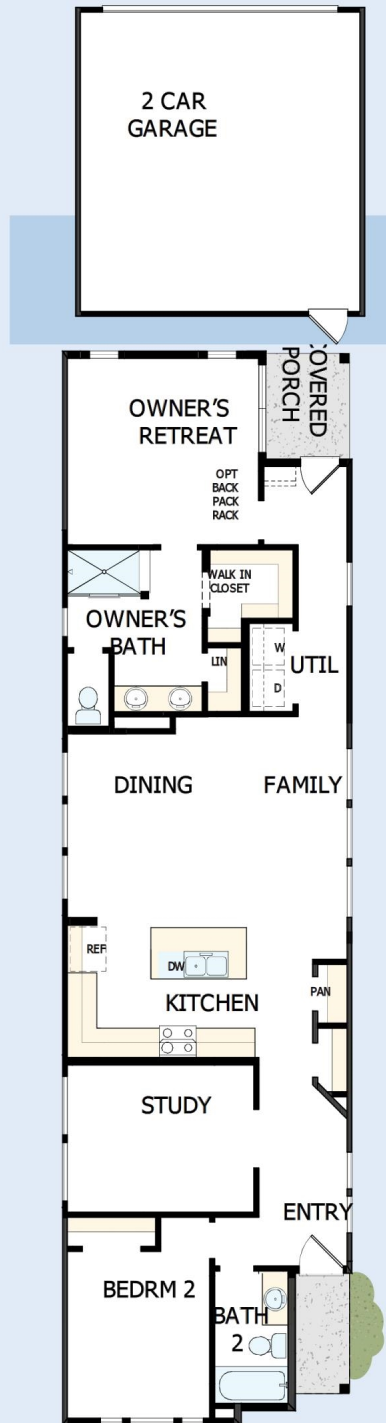 2 CAR
GARAGE
COVERED
PORCH
OWNER'S
RETREAT
OPT
BACK
PACK
RACK
WALK IN
CLOSET
OWNER'S
BATH
LIN
W
D
UTIL
DINING
FAMILY
REF
DW
KITCHEN
PAN
STUDY
ENTRY
BEDRM 2
BATH
2